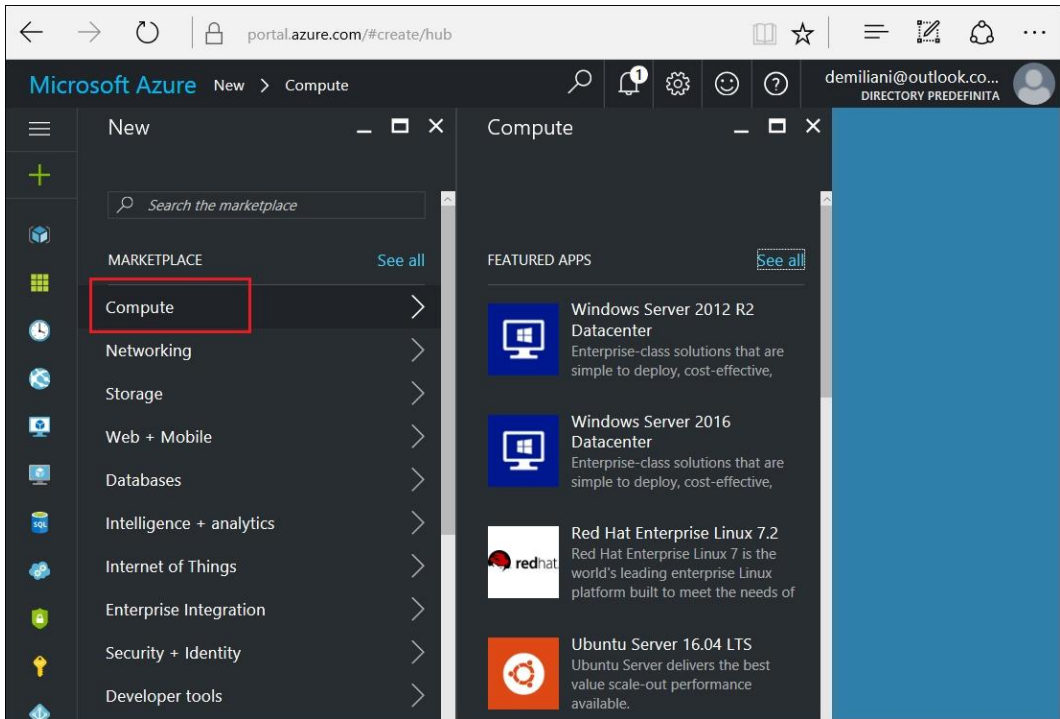 portal.azure.com/#create/hub
Microsoft Azure New > Compute
1
demiliani@outlook.co...
DIRECTORY PREDEFINITA
New
Search the marketplace
MARKETPLACE See all
Compute
Networking
Storage
Web + Mobile
Databases
Intelligence + analytics
Internet of Things
Enterprise Integration
Security + Identity
Developer tools
SQL
Compute
FEATURED APPS See all
Windows Server 2012 R2
Datacenter
Enterprise-class solutions that are
simple to deploy, cost-effective,
Windows Server 2016
Datacenter
Enterprise-class solutions that are
simple to deploy, cost-effective,
redhat.
Red Hat Enterprise Linux 7.2
Red Hat Enterprise Linux 7 is the
world's leading enterprise Linux
platform built to meet the needs of
Ubuntu Server 16.04 LTS
Ubuntu Server delivers the best
value scale-out performance
available.